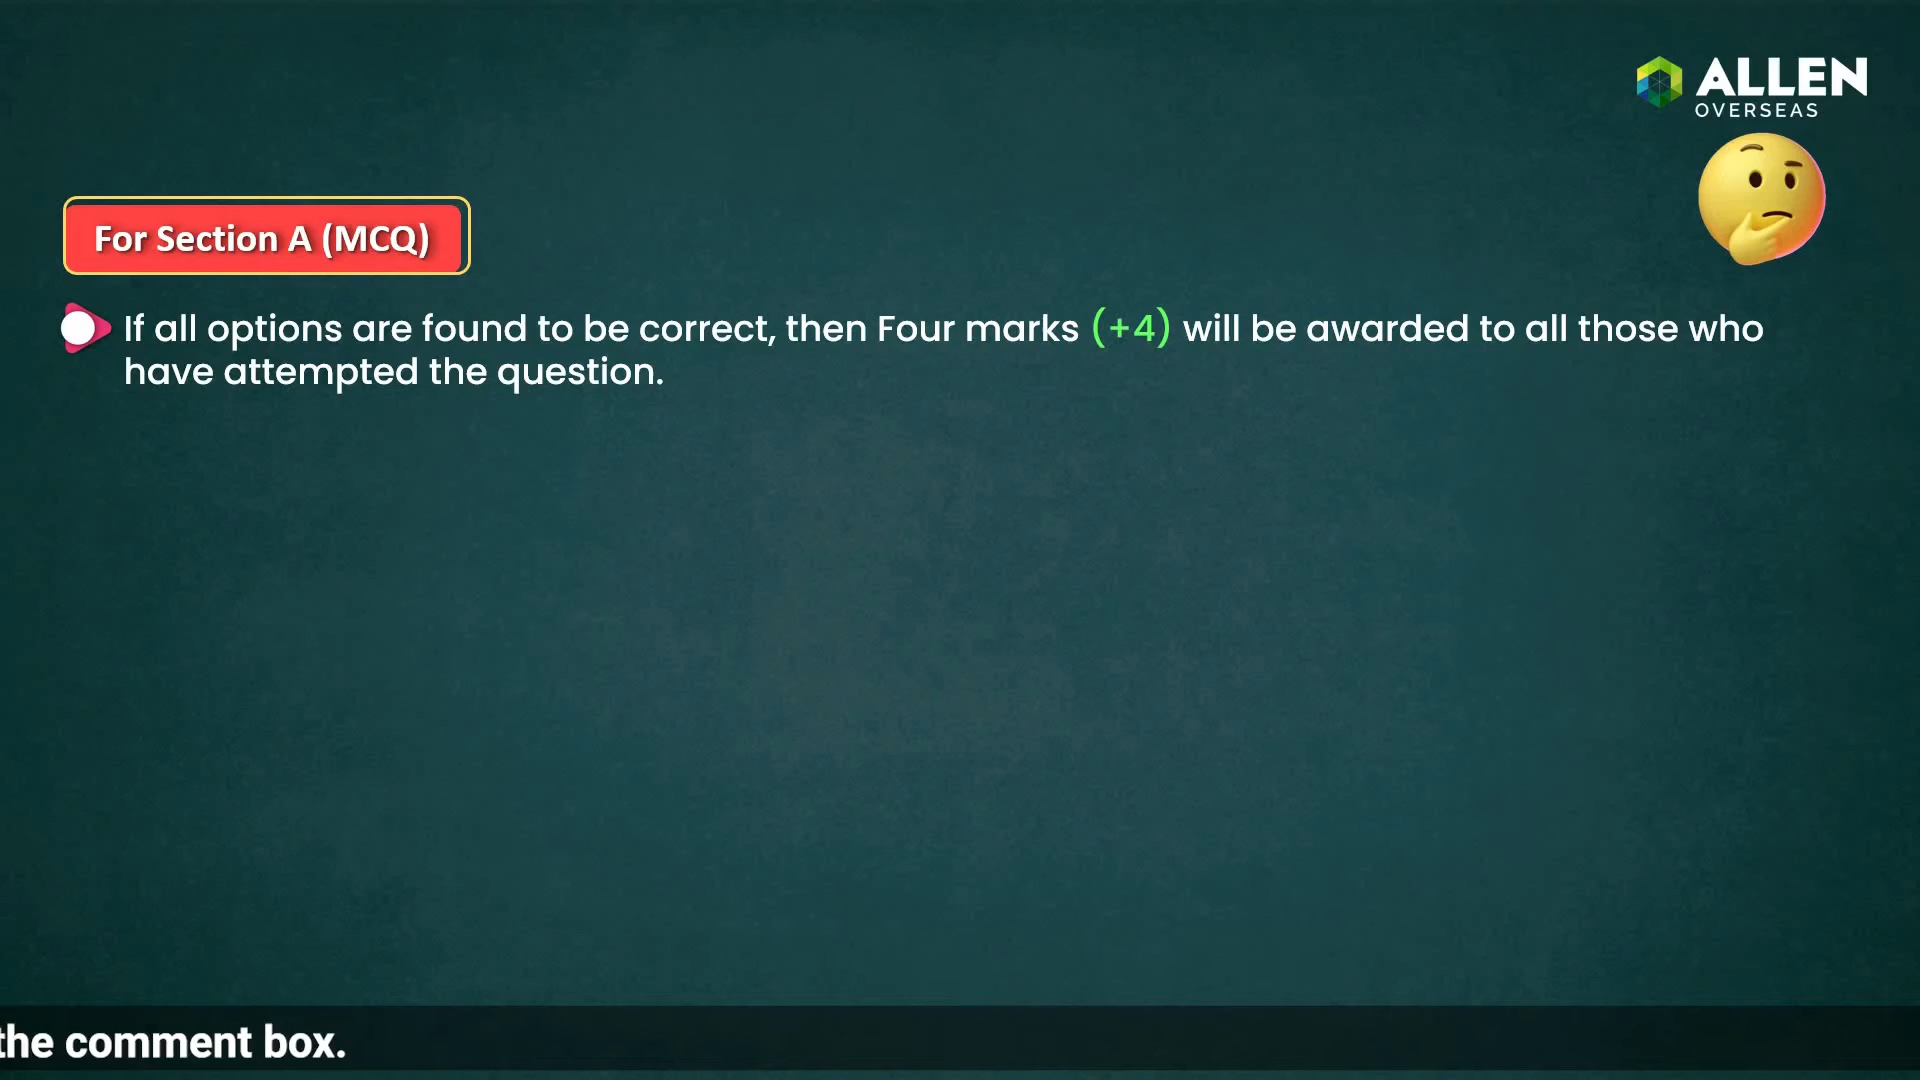 ALLEN
OVERSEAS
For Section A (MCQ)
If all options are found to be correct, then Four marks (+4) will be awarded to all those who
have attempted the question.
the comment box.